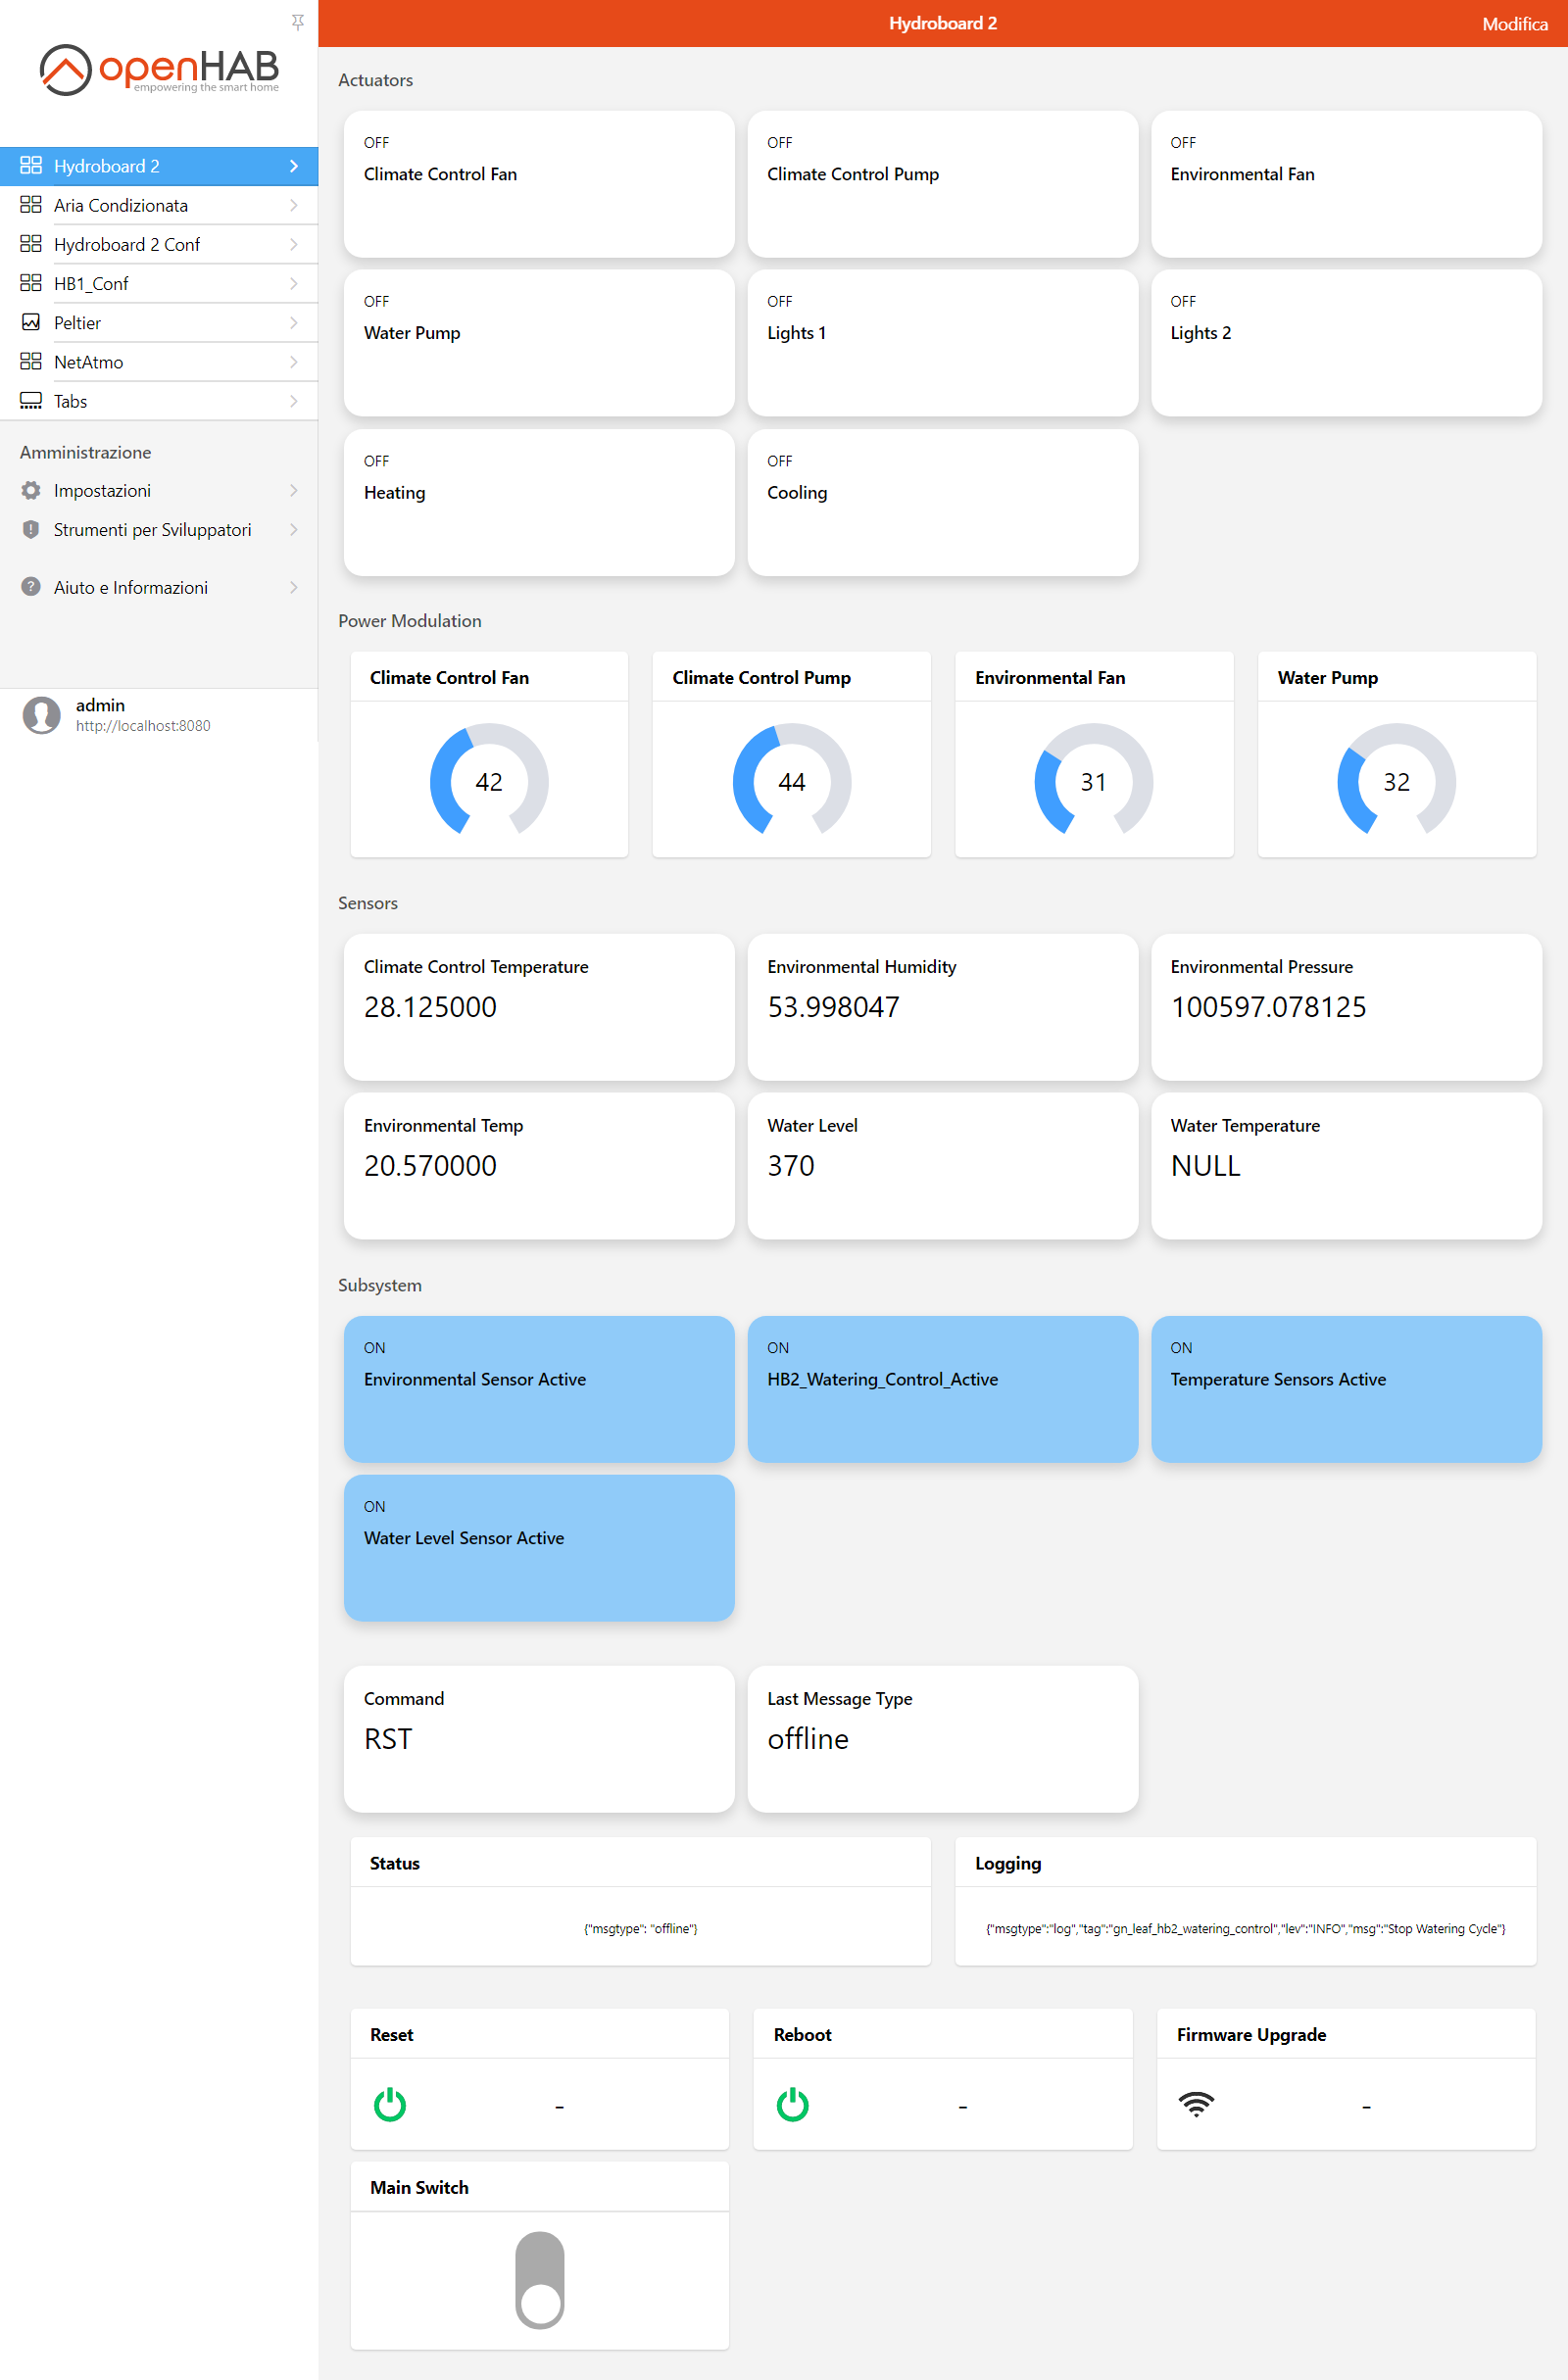 openHAB
empowering the smart home
Hydroboard 2
Aria Condizionata
Hydroboard 2 Conf
HB1_Conf
Peltier
NetAtmo
Tabs
Amministrazione
Impostazioni
Strumenti per Sviluppatori
Aiuto e Informazioni
admin
http://localhost:8080
Hydroboard 2
Modifica
Actuators
OFF
Climate Control Fan
OFF
Climate Control Pump
OFF
Environmental Fan
OFF
Water Pump
OFF
Lights 1
OFF
Lights 2
OFF
Heating
OFF
Cooling
Power Modulation
Climate Control Fan
42
Climate Control Pump
44
Environmental Fan
31
Water Pump
32
Sensors
Climate Control Temperature
28.125000
Environmental Humidity
53.998047
Environmental Pressure
100597.078125
Environmental Temp
20.570000
Water Level
370
Water Temperature
NULL
Subsystem
ON
Environmental Sensor Active
ON
HB2_Watering_Control_Active
ON
Temperature Sensors Active
ON
Water Level Sensor Active
Command
RST
Last Message Type
offline
Status
{"msgtype": "offline"}
Logging
{"msgtype":"log","tag":"gn_leaf_hb2_watering_control","lev":"INFO","msg":"Stop Watering Cycle"}
Reset
-
Reboot
-
Firmware Upgrade
-
Main Switch